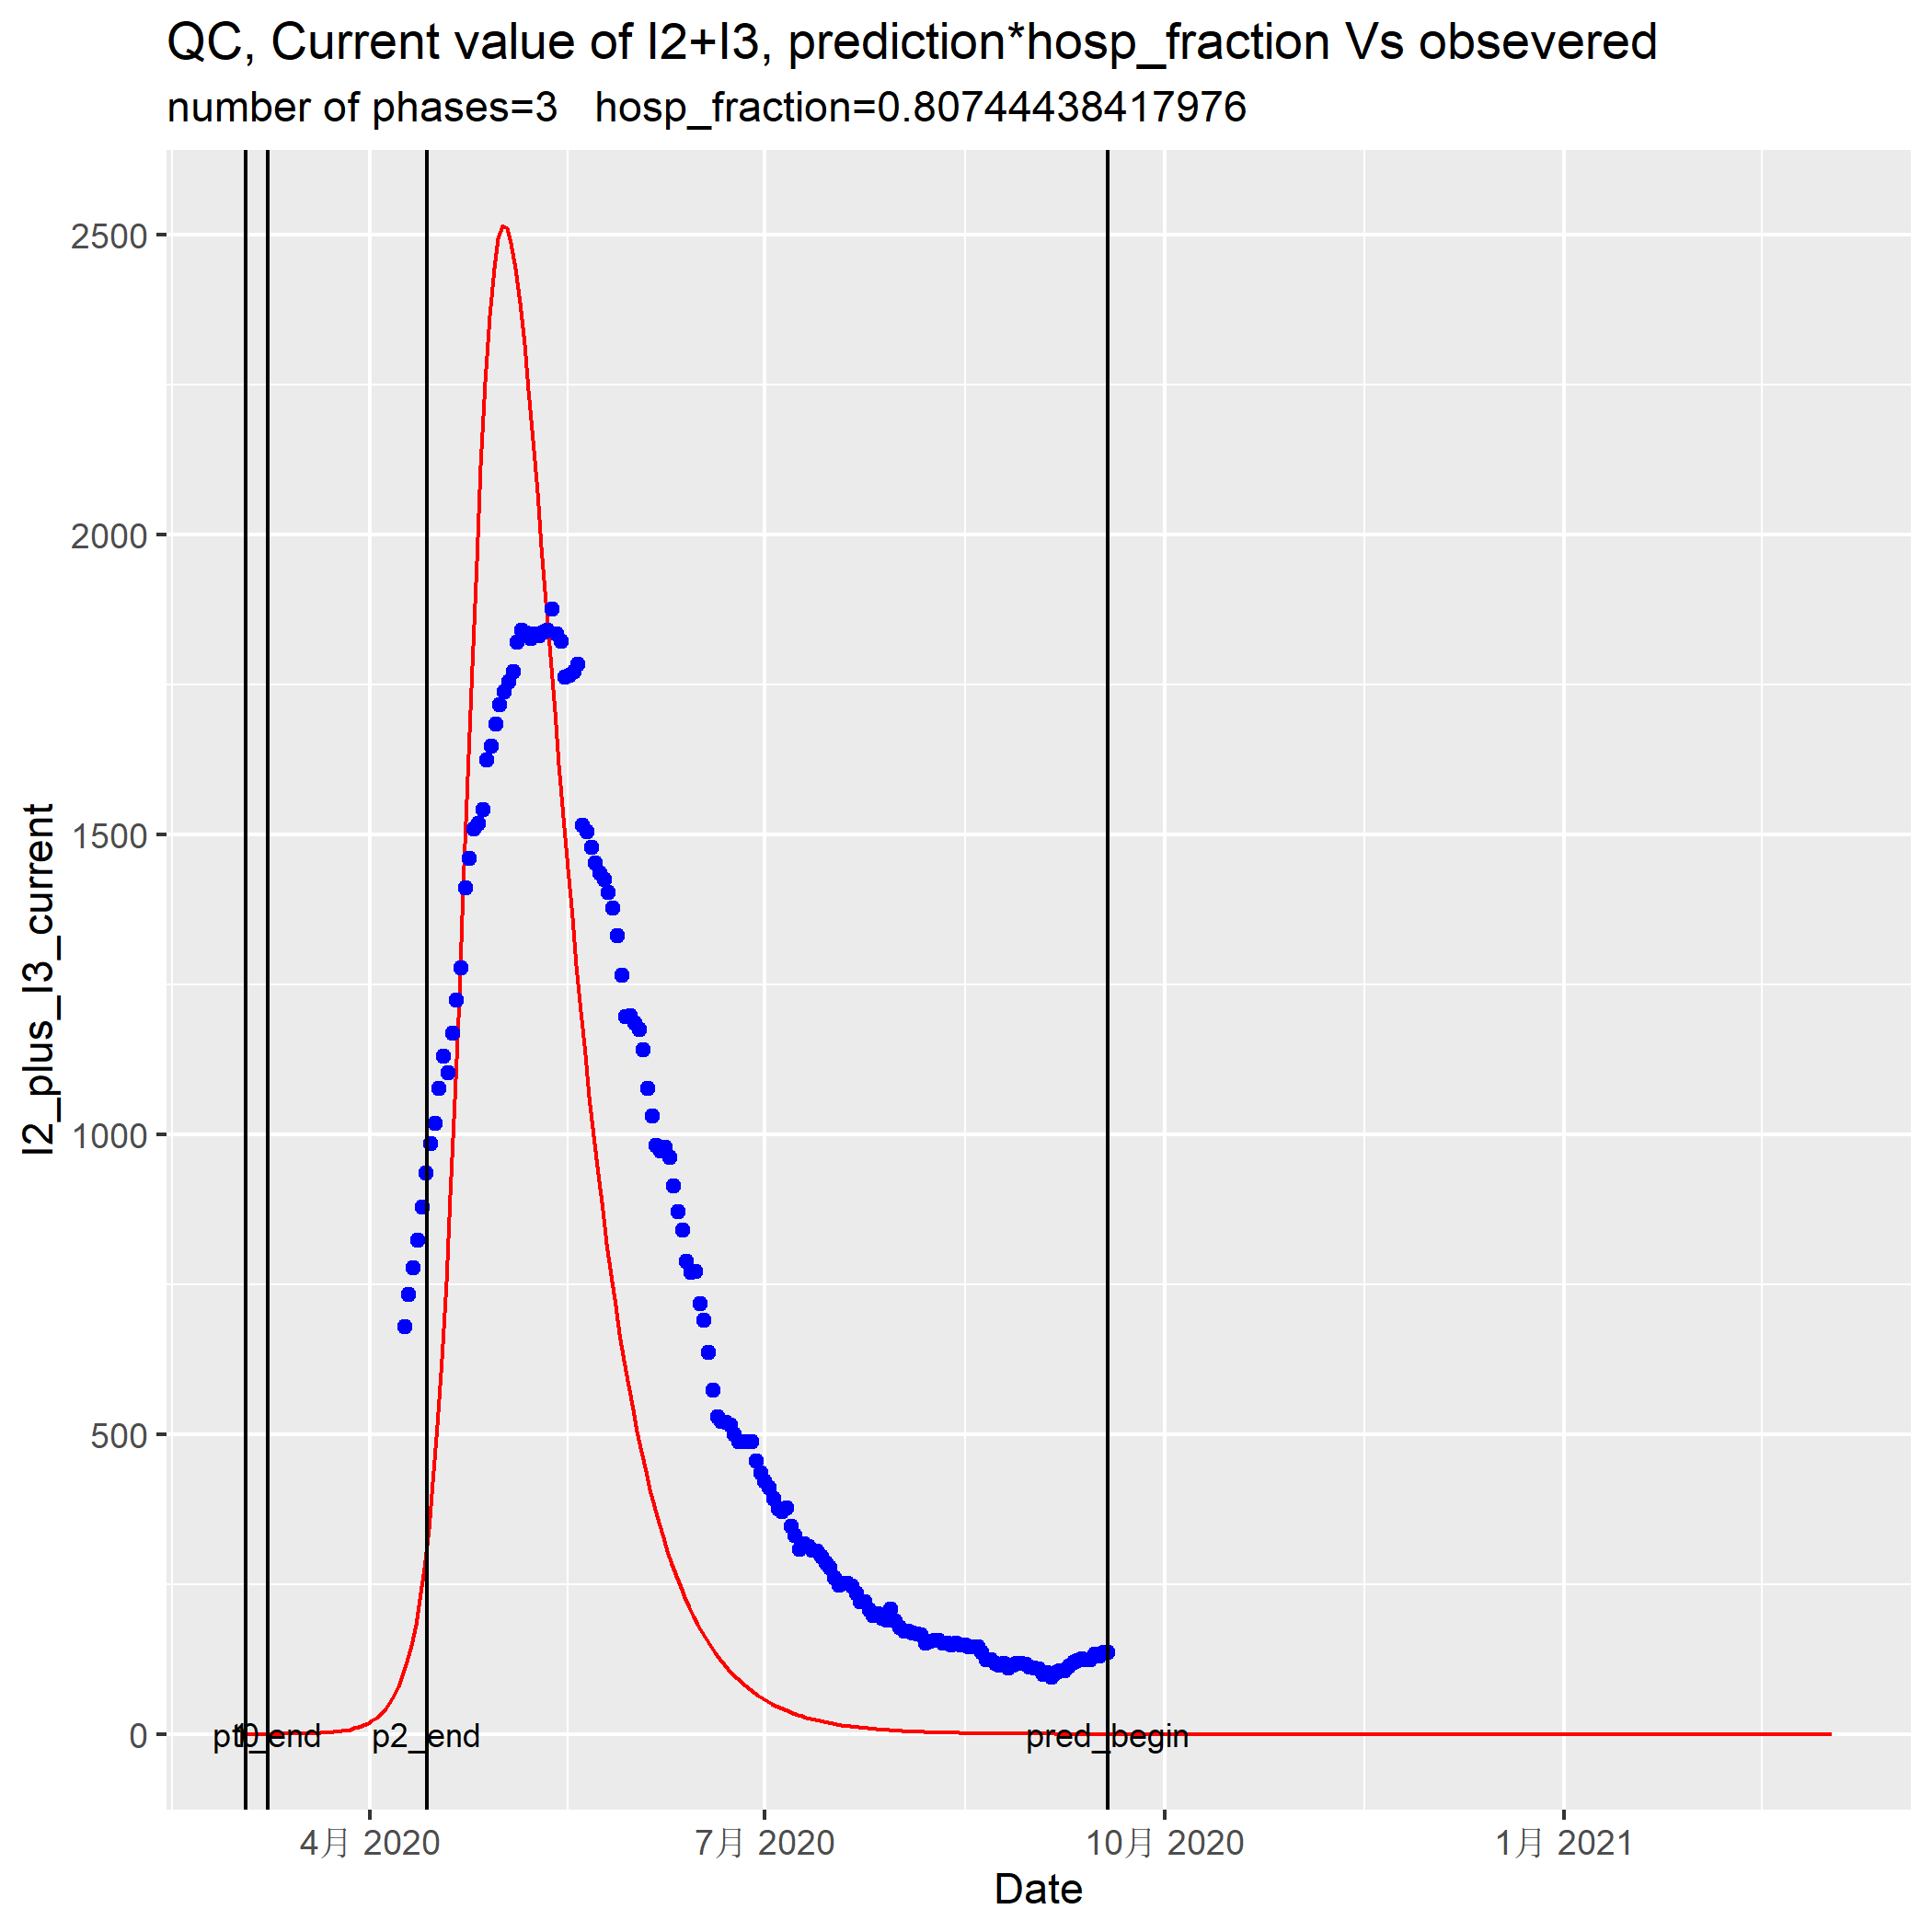 QC, Current value of I2+I3, prediction*hosp_fraction Vs obsevered
number of phases=3   hosp_fraction=0.80744438417976
I2_plus_I3_current
2500
2000
1500
1000
500
0
p2_end
pred_begin
4月 2020
7月 2020
10月 2020
1月 2021
Date